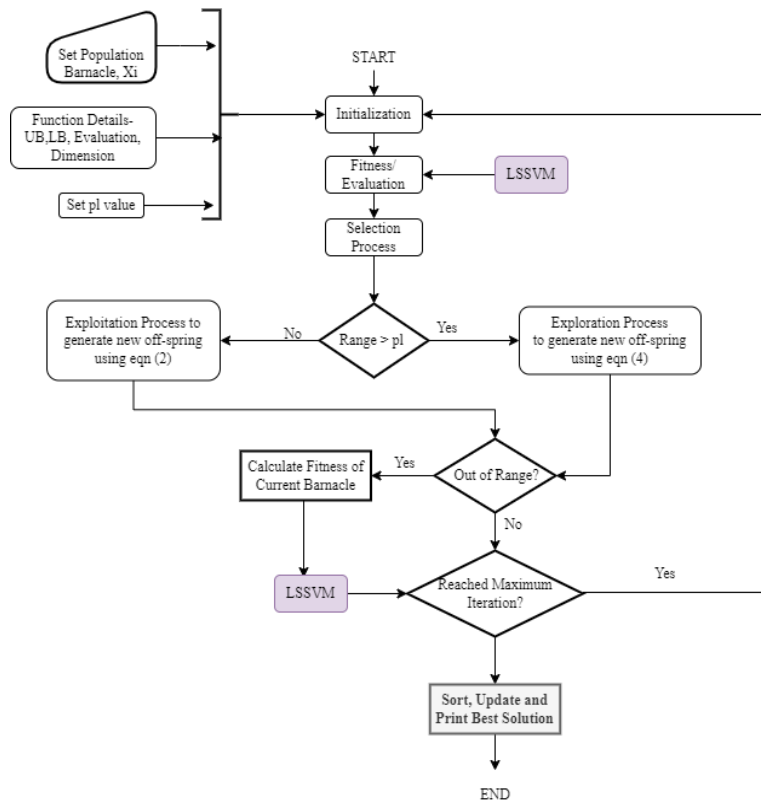 Set Population
Barnacle, Xi
START
Function Details-
UB,LB, Evaluation,
Dimension
Initialization
Fitness/
Evaluation
LSSVM
Set pl value
Selection
Process
Exploitation Process to
generate new off-spring
using eqn (2)
No
Range > pl
Yes
Exploration Process
to generate new off-spring
using eqn (4)
Calculate Fitness of
Current Barnacle
Yes
Out of Range?
No
LSSVM
Reached Maximum
Iteration?
Yes
Sort, Update and
Print Best Solution
END